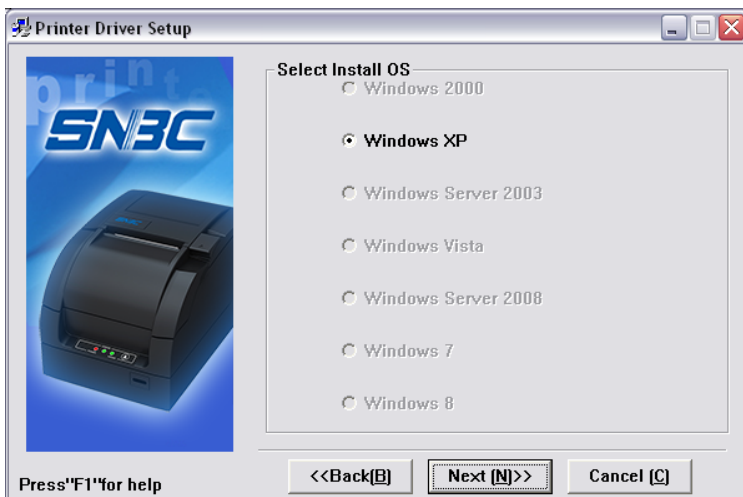 Printer Driver Setup
print
SNBC
Select Install OS
Windows 2000
Windows XP
Windows Server 2003
Windows Vista
Windows Server 2008
Windows 7
Windows 8
Press"F1"for help
<<Back(B)
Next (N)>>
Cancel (C)